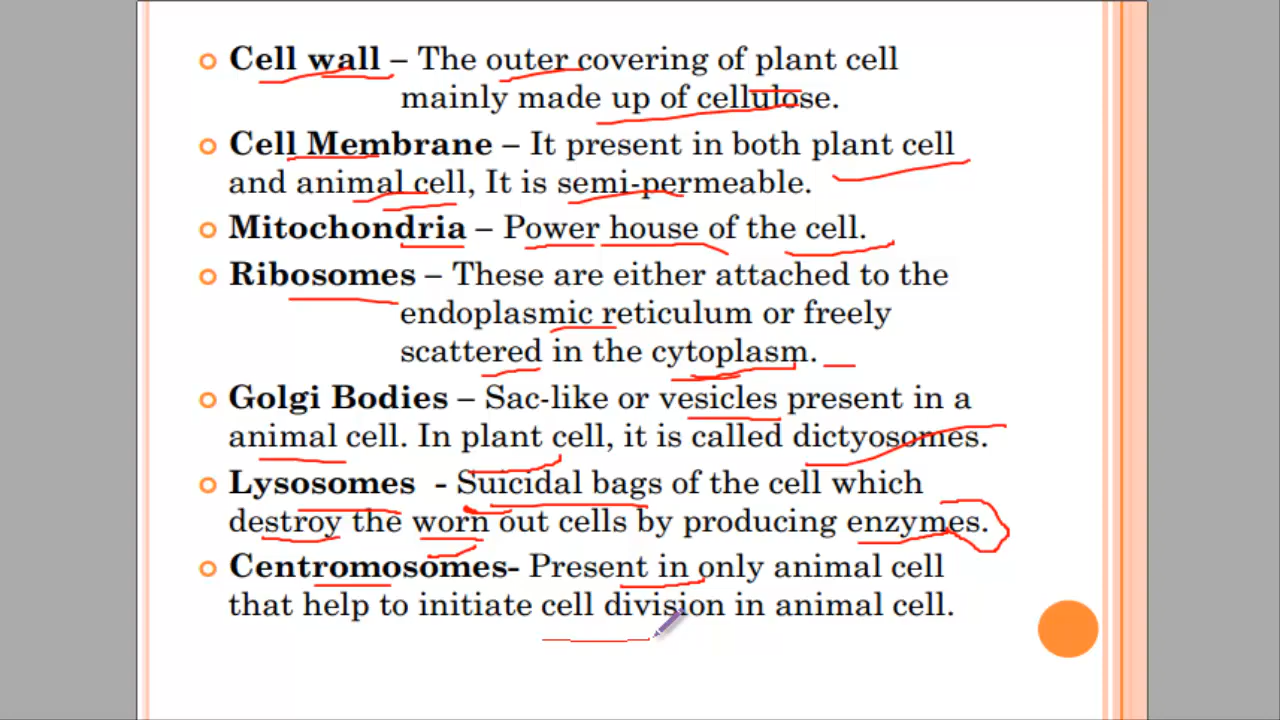 Cell wall – The outer covering of plant cell
mainly made up of cellulose.
Cell Membrane – It present in both plant cell
and animal cell, It is semi-permeable.
Mitochondria – Power house of the cell.
Ribosomes – These are either attached to the
endoplasmic reticulum or freely
scattered in the cytoplasm.
Golgi Bodies – Sac-like or vesicles present in a
animal cell. In plant cell, it is called dictyosomes.
Lysosomes - Suicidal bags of the cell which
destroy the worn out cells by producing enzymes.
Centromosomes- Present in only animal cell
that help to initiate cell division in animal cell.